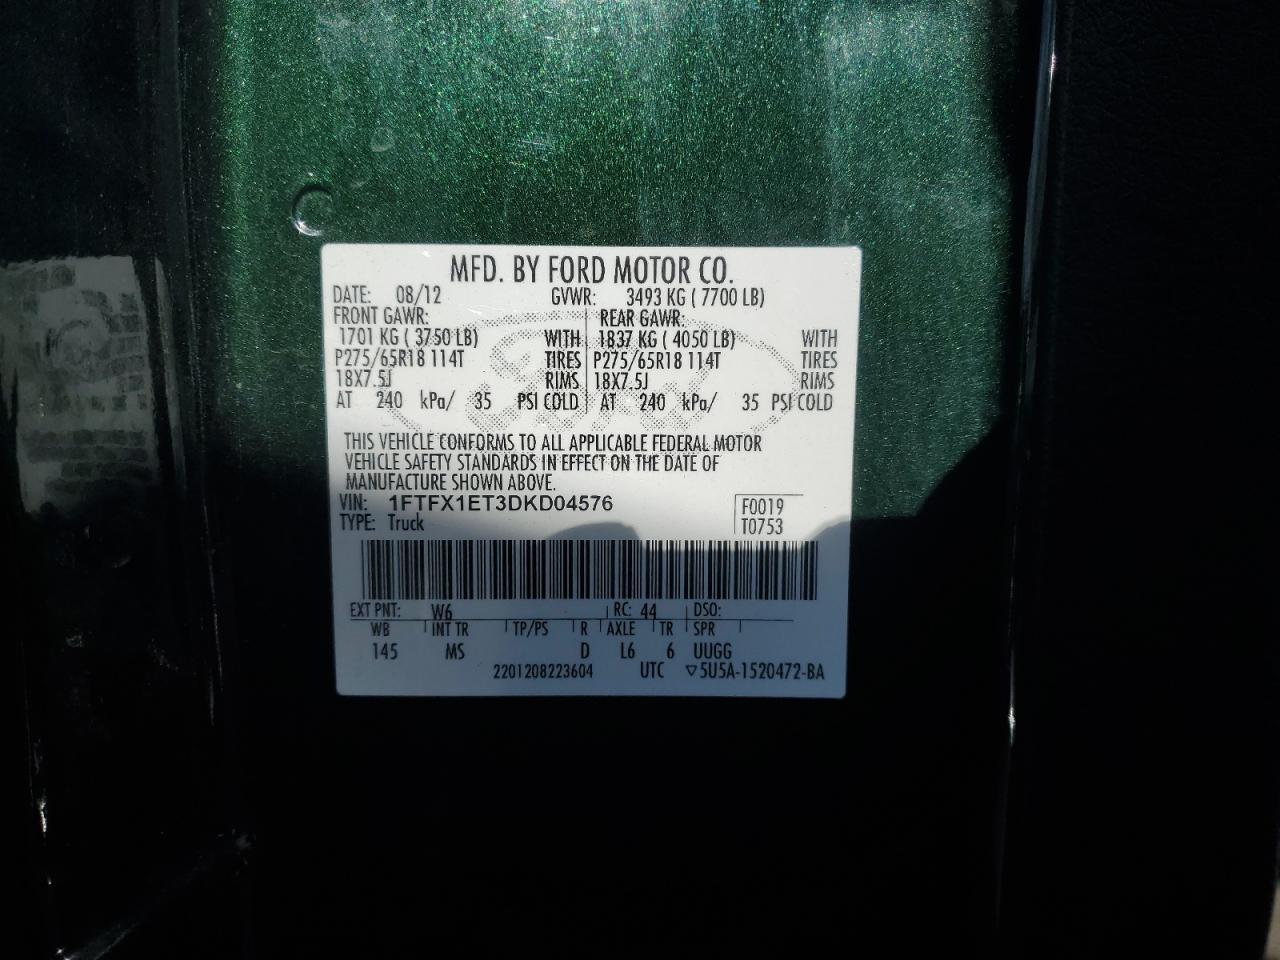 MFD. BY FORD MOTOR CO.
DATE: 08/12 GVWR: 3493 KG ( 7700 LB)
FRONT GAWR: REAR GAWR:
1701 KG ( 3750 LB) WITH 1837 KG ( 4050 LB) WITH
P275/65R18 114T TIRES P275/65R18 114T TIRES
18X7.5J RIMS 18X7.5J RIMS
AT 240 kPa/ 35 PSI COLD AT 240 kPa/ 35 PSI COLD
Ford
THIS VEHICLE CONFORMS TO ALL APPLICABLE FEDERAL MOTOR
VEHICLE SAFETY STANDARDS IN EFFECT ON THE DATE OF
MANUFACTURE SHOWN ABOVE.
VIN: 1FTFX1ET3DKD04576 F0019
TYPE: Truck T0753
EXT PNT: W6 RC: 44 DSO:
WB INT TR TP/PS R AXLE TR SPR
145 MS D L6 6 UUGG
2201208223604 UTC ▽5U5A-1520472-BA